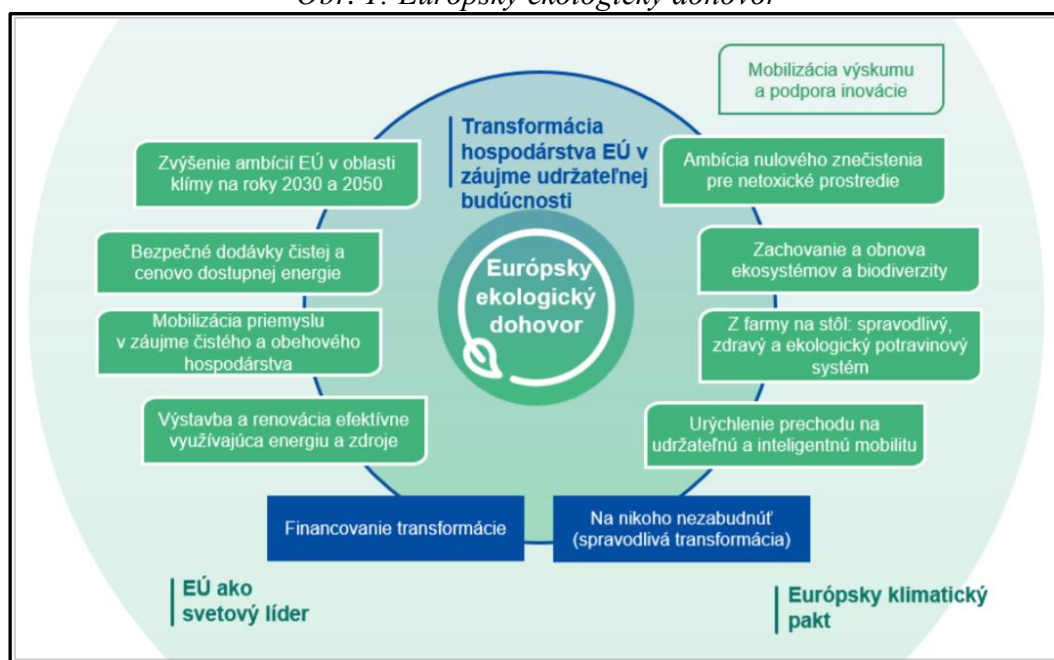 Obr. 1: Európsky ekologický dohovor
Mobilizácia výskumu
a podpora inovácie
Transformácia
hospodárstva EÚ v
záujme udržateľnej
budúcnosti
Zvýšenie ambícií EÚ v oblasti
klímy na roky 2030 a 2050
Ambícia nulového znečistenia
pre netoxické prostredie
Bezpečné dodávky čistej a
cenovo dostupnej energie
Zachovanie a obnova
ekosystémov a biodiverzity
Európsky
ekologický
dohovor
Mobilizácia priemyslu
v záujme čistého a obehového
hospodárstva
Z farmy na stôl: spravodlivý,
zdravý a ekologický potravinový
systém
Výstavba a renovácia efektívne
využívajúca energiu a zdroje
Urýchlenie prechodu na
udržateľnú a inteligentnú mobilitu
Financovanie transformácie
Na nikoho nezabudnúť
(spravodlivá transformácia)
EÚ ako
svetový líder
Európsky klimatický
pakt